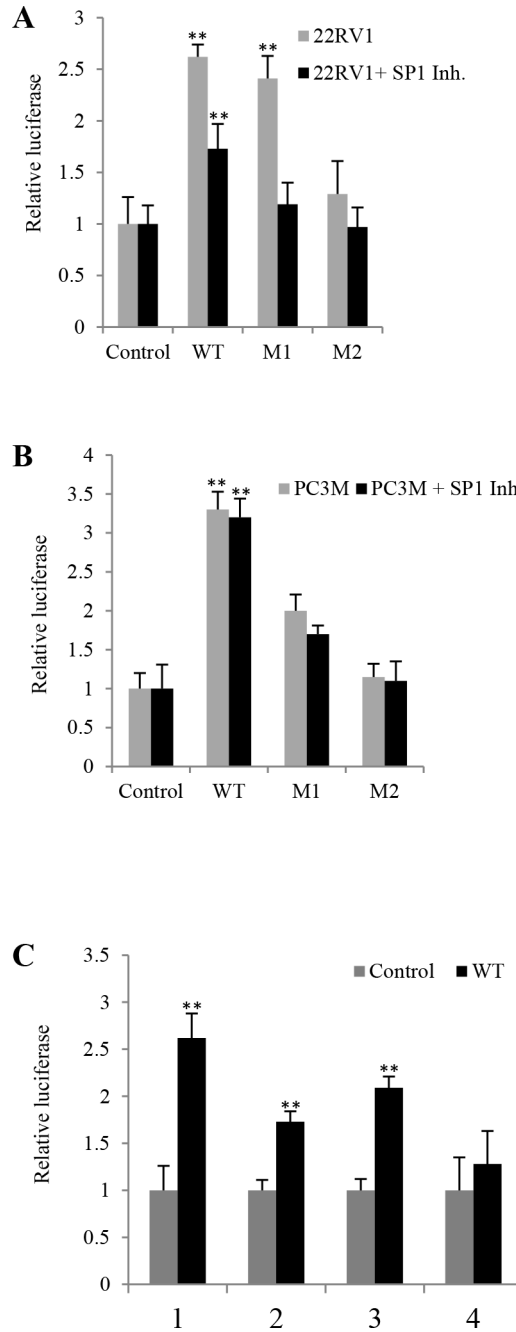 A
3
2.5
2
1.5
1
0.5
0
Relative luciferase
** ** **
22RV1
22RV1+ SP1 Inh.
Control WT M1 M2
B
4
3.5
3
2.5
2
1.5
1
0.5
0
Relative luciferase
** **
PC3M PC3M + SP1 Inh
Control WT M1 M2
C
3.5
3
2.5
2
1.5
1
0.5
0
Relative luciferase
** ** **
Control WT
1 2 3 4